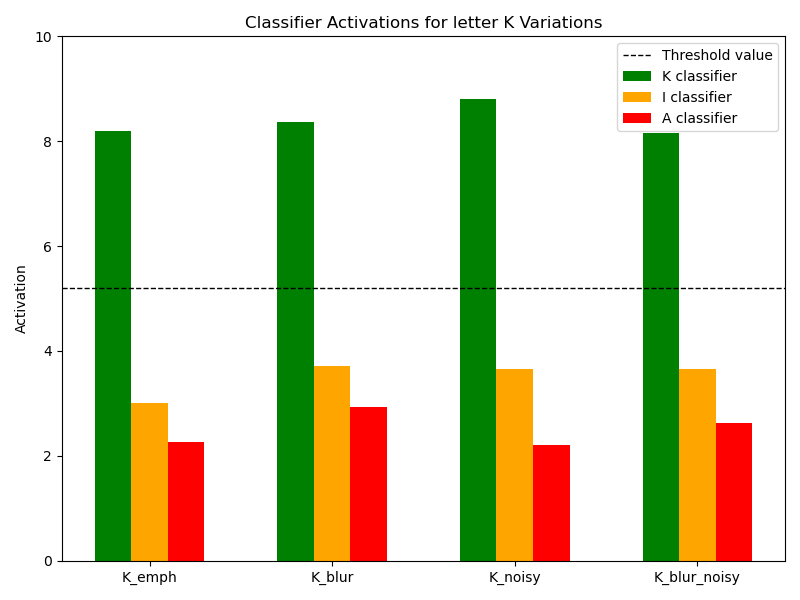 Classifier Activations for letter K Variations
10
8
6
4
2
0
Activation
Threshold value
K classifier
I classifier
A classifier
K_emph
K_blur
K_noisy
K_blur_noisy